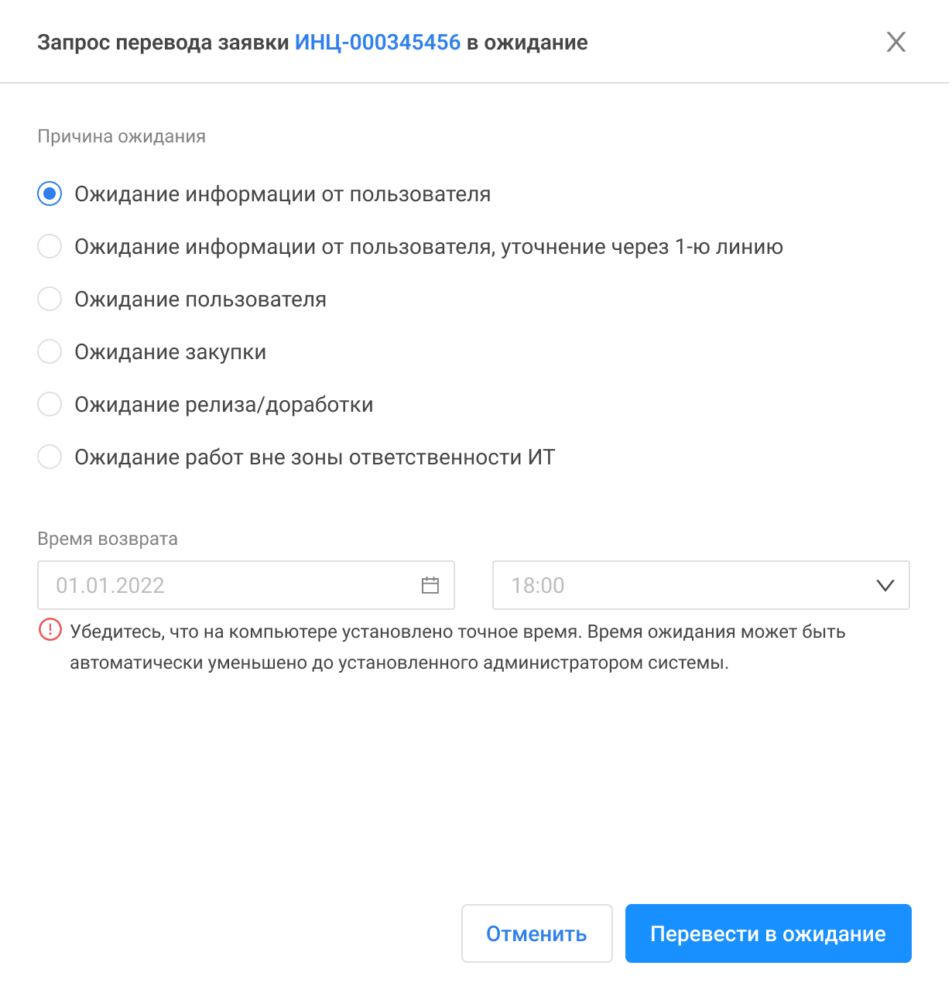 Запрос перевода заявки ИНЦ-000345456 в ожидание
Причина ожидания
Ожидание информации от пользователя
Ожидание информации от пользователя, уточнение через 1-ю линию
Ожидание пользователя
Ожидание закупки
Ожидание релиза/доработки
Ожидание работ вне зоны ответственности ИТ
Время возврата
01.01.2022
18:00
Убедитесь, что на компьютере установлено точное время. Время ожидания может быть
автоматически уменьшено до установленного администратором системы.
Отменить
Перевести в ожидание